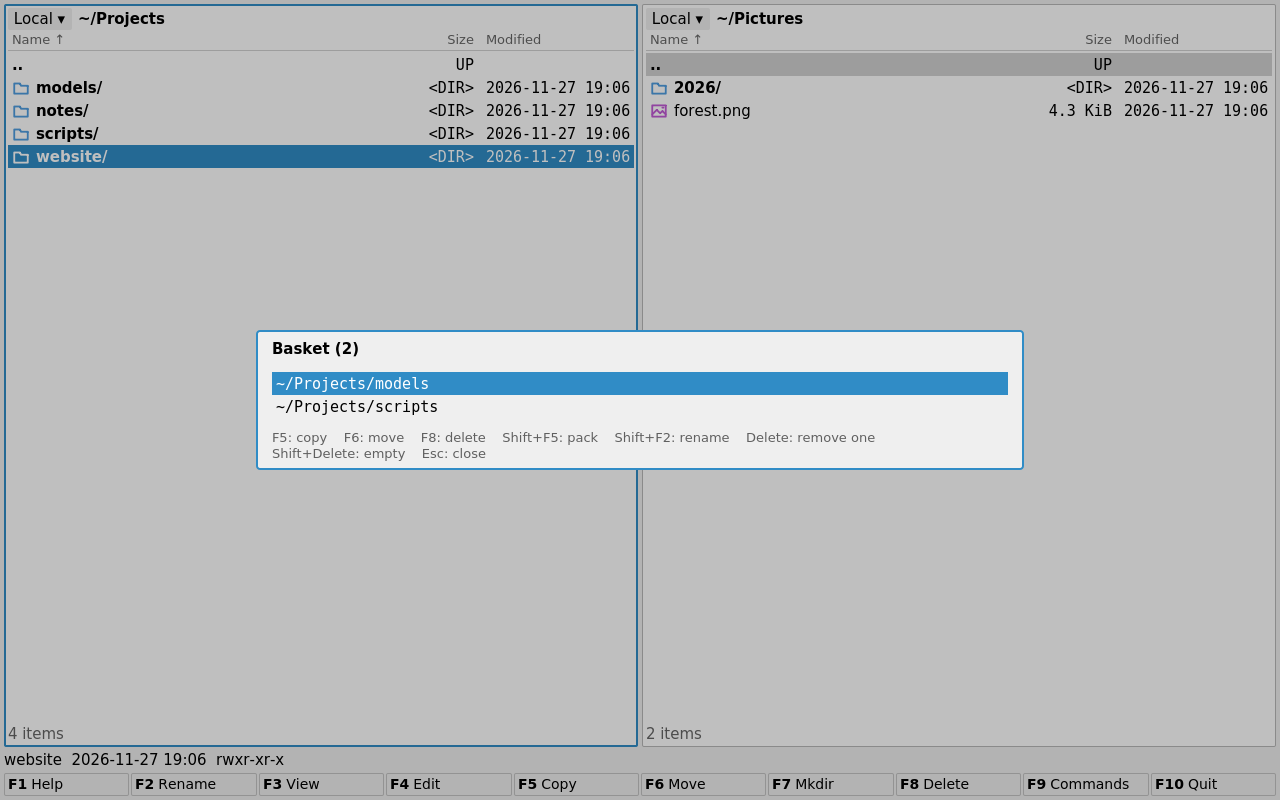 Local ▾ ~/Projects
Name ↑ Size Modified
.. UP
models/ <DIR> 2026-11-27 19:06
notes/ <DIR> 2026-11-27 19:06
scripts/ <DIR> 2026-11-27 19:06
website/ <DIR> 2026-11-27 19:06
4 items
Local ▾ ~/Pictures
Name ↑ Size Modified
.. UP
2026/ <DIR> 2026-11-27 19:06
forest.png 4.3 KiB 2026-11-27 19:06
2 items
Basket (2)
~/Projects/models
~/Projects/scripts
F5: copy F6: move F8: delete Shift+F5: pack Shift+F2: rename Delete: remove one
Shift+Delete: empty Esc: close
website 2026-11-27 19:06 rwxr-xr-x
F1 Help F2 Rename F3 View F4 Edit F5 Copy F6 Move F7 Mkdir F8 Delete F9 Commands F10 Quit